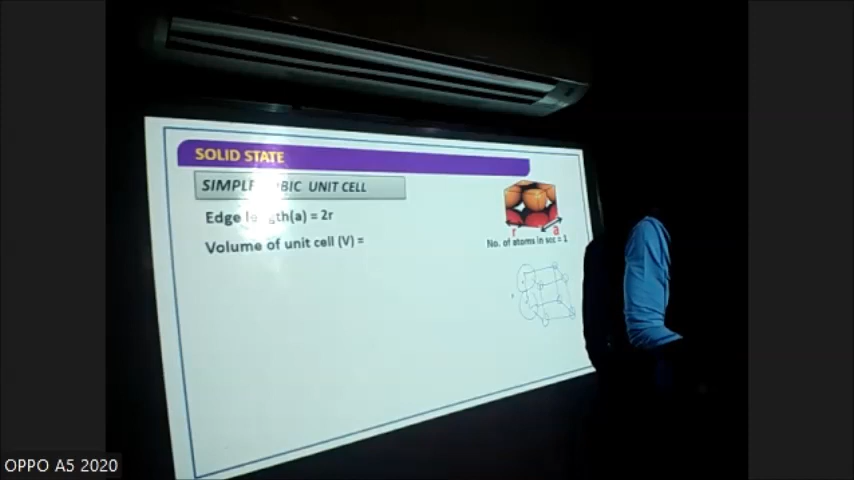 SOLID STATE
SIMPLE BIC UNIT CELL
Edge le gth(a) = 2r
Volume of unit cell (V) =
r
a
No. of atoms in scc = 1
OPPO A5 2020